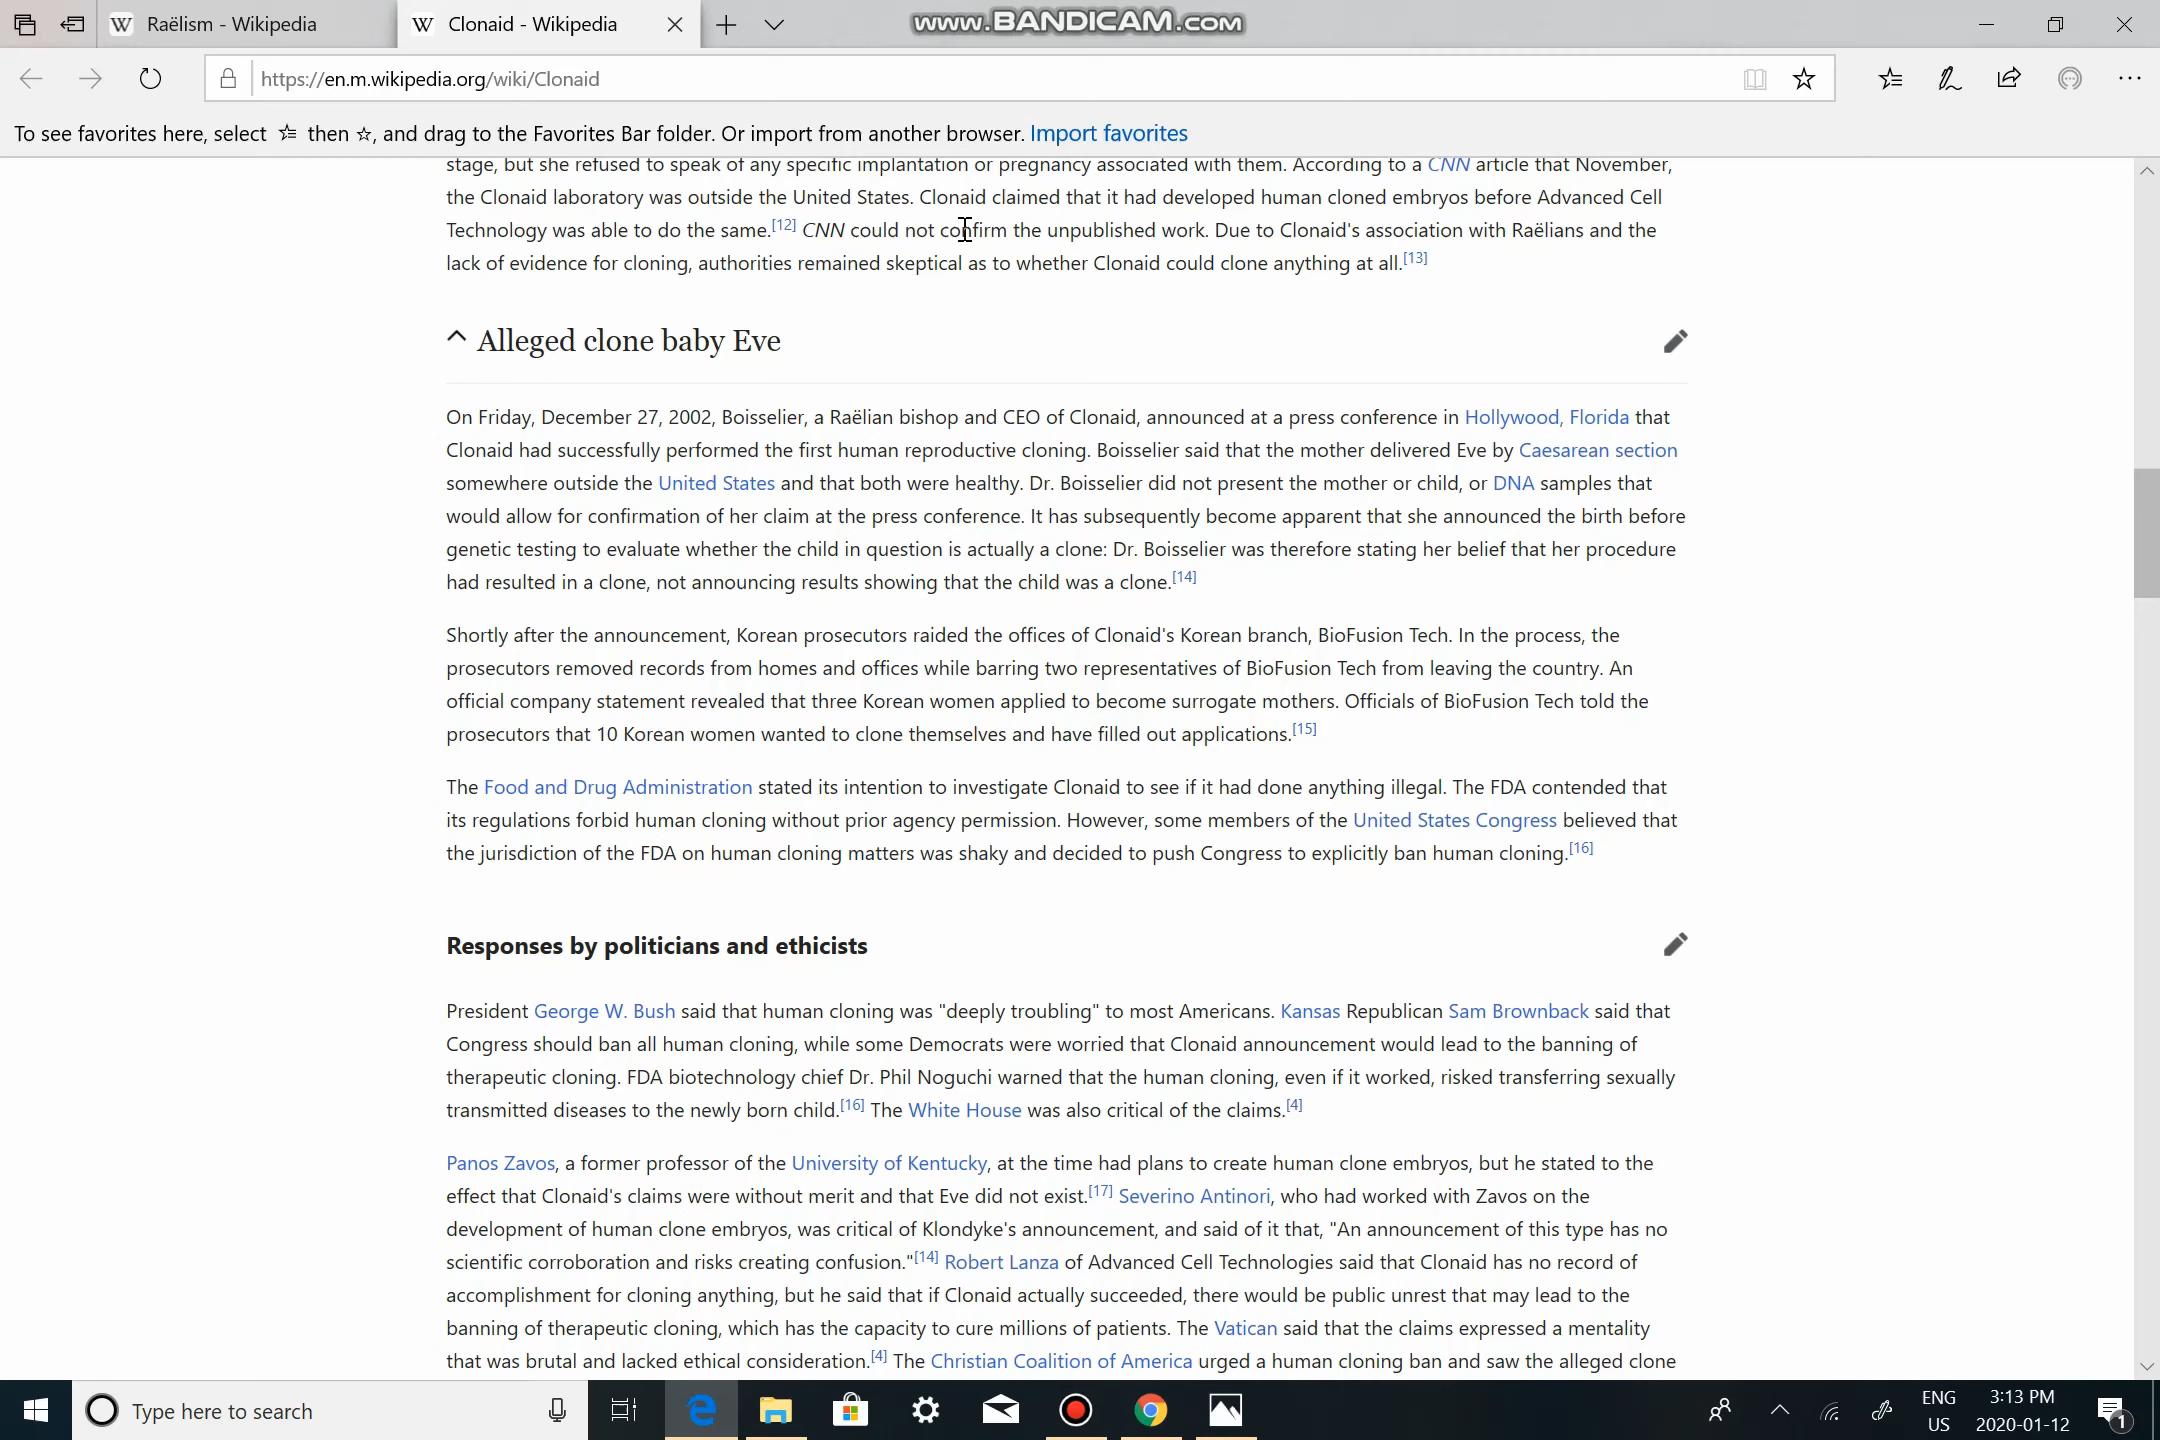 Raëlism - Wikipedia
Clonaid - Wikipedia
www.BANDICAM.com
https://en.m.wikipedia.org/wiki/Clonaid
To see favorites here, select then ☆, and drag to the Favorites Bar folder. Or import from another browser. Import favorites
stage, but she refused to speak of any specific implantation or pregnancy associated with them. According to a CNN article that November,
the Clonaid laboratory was outside the United States. Clonaid claimed that it had developed human cloned embryos before Advanced Cell
Technology was able to do the same.[12] CNN could not confirm the unpublished work. Due to Clonaid's association with Raëlians and the
lack of evidence for cloning, authorities remained skeptical as to whether Clonaid could clone anything at all.[13]
Alleged clone baby Eve
On Friday, December 27, 2002, Boisselier, a Raëlian bishop and CEO of Clonaid, announced at a press conference in Hollywood, Florida that
Clonaid had successfully performed the first human reproductive cloning. Boisselier said that the mother delivered Eve by Caesarean section
somewhere outside the United States and that both were healthy. Dr. Boisselier did not present the mother or child, or DNA samples that
would allow for confirmation of her claim at the press conference. It has subsequently become apparent that she announced the birth before
genetic testing to evaluate whether the child in question is actually a clone: Dr. Boisselier was therefore stating her belief that her procedure
had resulted in a clone, not announcing results showing that the child was a clone.[14]
Shortly after the announcement, Korean prosecutors raided the offices of Clonaid's Korean branch, BioFusion Tech. In the process, the
prosecutors removed records from homes and offices while barring two representatives of BioFusion Tech from leaving the country. An
official company statement revealed that three Korean women applied to become surrogate mothers. Officials of BioFusion Tech told the
prosecutors that 10 Korean women wanted to clone themselves and have filled out applications.[15]
The Food and Drug Administration stated its intention to investigate Clonaid to see if it had done anything illegal. The FDA contended that
its regulations forbid human cloning without prior agency permission. However, some members of the United States Congress believed that
the jurisdiction of the FDA on human cloning matters was shaky and decided to push Congress to explicitly ban human cloning.[16]
Responses by politicians and ethicists
President George W. Bush said that human cloning was "deeply troubling" to most Americans. Kansas Republican Sam Brownback said that
Congress should ban all human cloning, while some Democrats were worried that Clonaid announcement would lead to the banning of
therapeutic cloning. FDA biotechnology chief Dr. Phil Noguchi warned that the human cloning, even if it worked, risked transferring sexually
transmitted diseases to the newly born child.[16] The White House was also critical of the claims.[4]
Panos Zavos, a former professor of the University of Kentucky, at the time had plans to create human clone embryos, but he stated to the
effect that Clonaid's claims were without merit and that Eve did not exist.[17] Severino Antinori, who had worked with Zavos on the
development of human clone embryos, was critical of Klondyke's announcement, and said of it that, "An announcement of this type has no
scientific corroboration and risks creating confusion."[14] Robert Lanza of Advanced Cell Technologies said that Clonaid has no record of
accomplishment for cloning anything, but he said that if Clonaid actually succeeded, there would be public unrest that may lead to the
banning of therapeutic cloning, which has the capacity to cure millions of patients. The Vatican said that the claims expressed a mentality
that was brutal and lacked ethical consideration.[4] The Christian Coalition of America urged a human cloning ban and saw the alleged clone
Type here to search
ENG
US
3:13 PM
2020-01-12
1